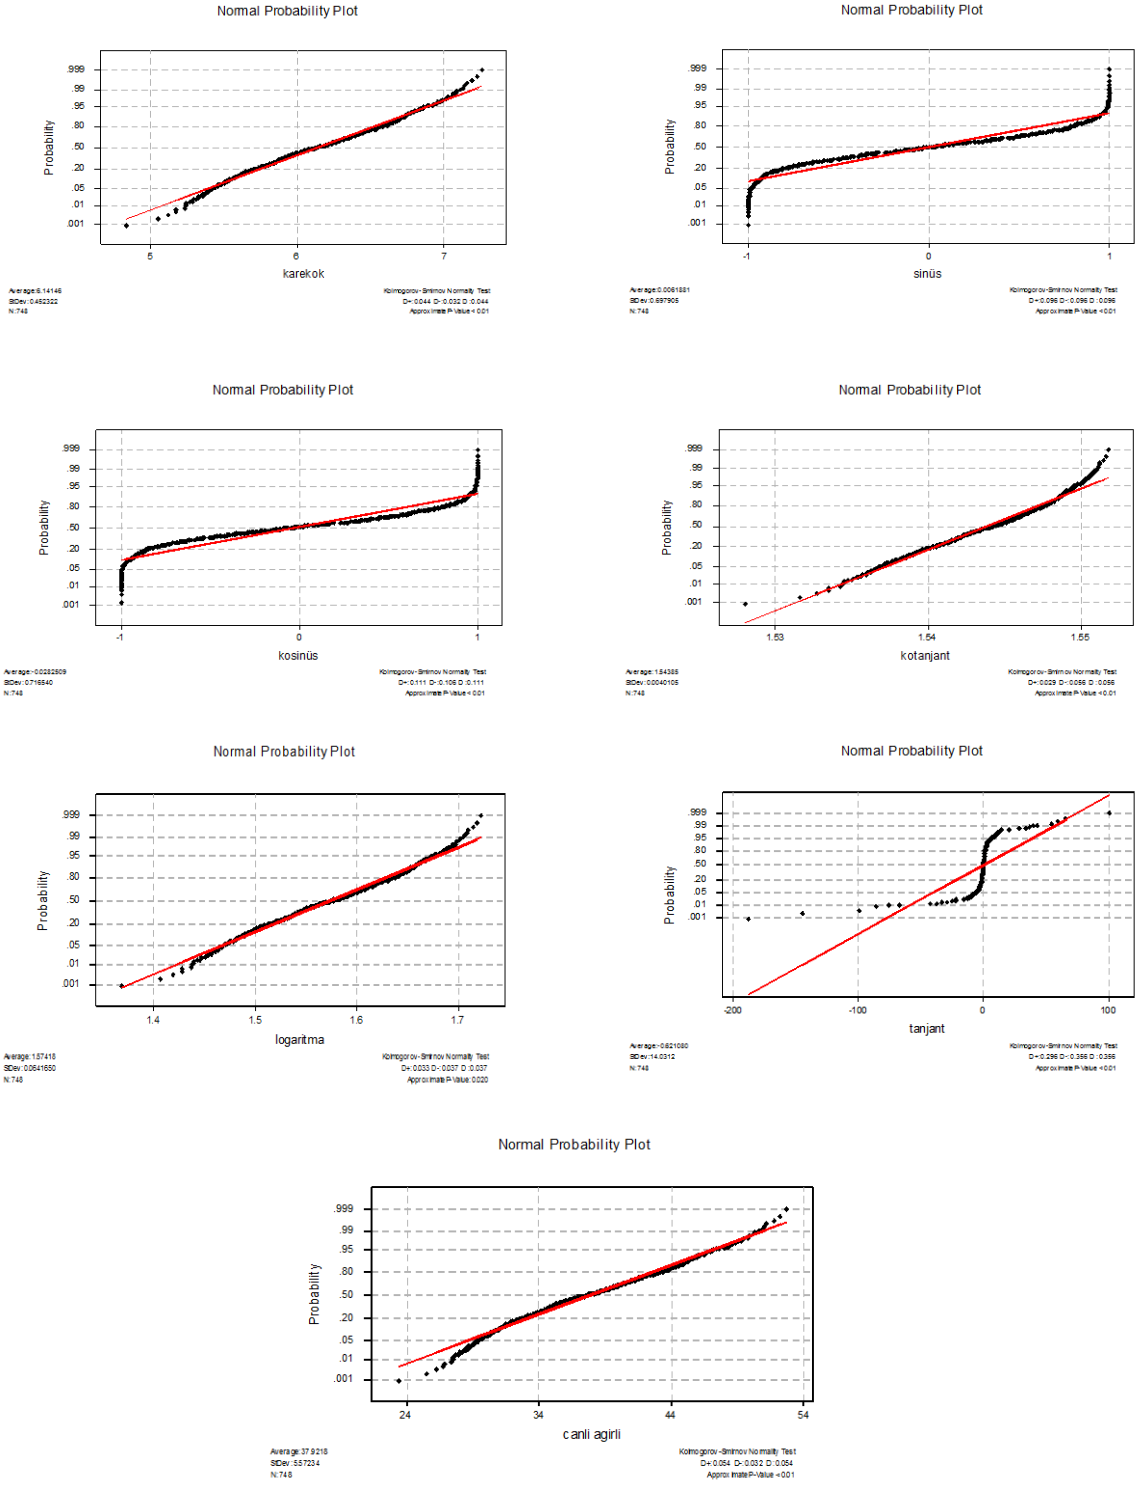 Normal Probability Plot
.999
.99
.95
.80
.50
.20
.05
.01
.001
Probability
5
6
7
karekok
Average:6.14146
StDev:0.452322
N:748
Kolmogorov-Smirnov Normality Test
D+:0.044 D-:0.032 D :0.044
Approximate P-Value < 0.01
Normal Probability Plot
.999
.99
.95
.80
.50
.20
.05
.01
.001
Probability
-1
0
1
sinüs
Average:0.0061881
StDev:0.697905
N:748
Kolmogorov-Smirnov Normality Test
D+:0.096 D-:0.096 D :0.096
Approximate P-Value < 0.01
Normal Probability Plot
.999
.99
.95
.80
.50
.20
.05
.01
.001
Probability
-1
0
1
kosinüs
Average:-0.0282509
StDev:0.716540
N:748
Kolmogorov-Smirnov Normality Test
D+:0.111 D-:0.106 D :0.111
Approximate P-Value < 0.01
Normal Probability Plot
.999
.99
.95
.80
.50
.20
.05
.01
.001
Probability
1.53
1.54
1.55
kotanjant
Average:1.54385
StDev:0.0040105
N:748
Kolmogorov-Smirnov Normality Test
D+:0.029 D-:0.056 D :0.056
Approximate P-Value < 0.01
Normal Probability Plot
.999
.99
.95
.80
.50
.20
.05
.01
.001
Probability
1.4
1.5
1.6
1.7
logaritma
Average:1.57418
StDev:0.0641650
N:748
Kolmogorov-Smirnov Normality Test
D+:0.033 D-:0.037 D :0.037
Approximate P-Value: 0.020
Normal Probability Plot
.999
.99
.95
.80
.50
.20
.05
.01
.001
Probability
-200
-100
0
100
tanjant
Average:-0.621080
StDev:14.0312
N:748
Kolmogorov-Smirnov Normality Test
D+:0.296 D-:0.356 D :0.356
Approximate P-Value < 0.01
Normal Probability Plot
.999
.99
.95
.80
.50
.20
.05
.01
.001
Probability
24
34
44
54
canli agirli
Average:37.9218
StDev:5.57234
N:748
Kolmogorov-Smirnov Normality Test
D+:0.054 D-:0.032 D :0.054
Approximate P-Value < 0.01